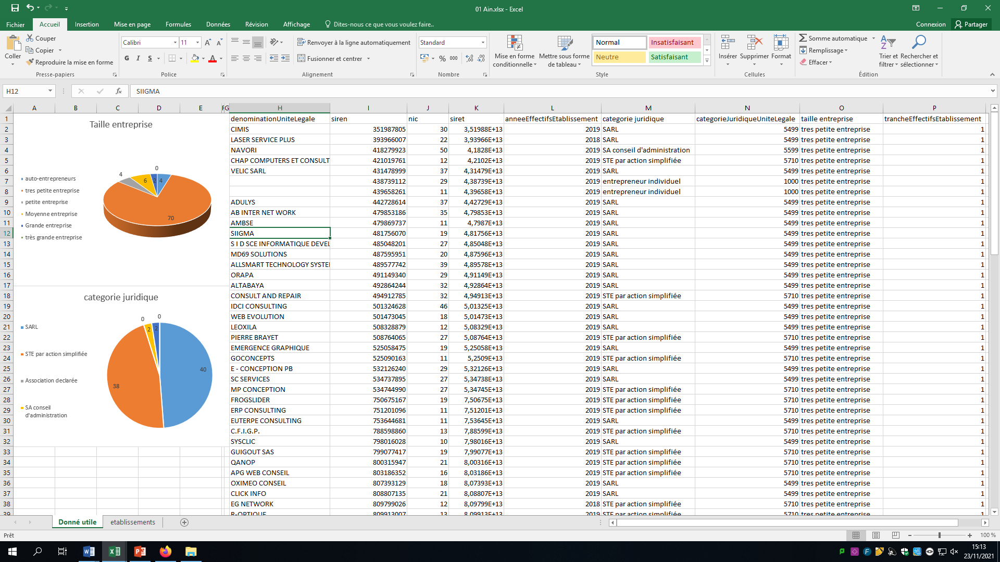 01 Ain.xlsx - Excel
Fichier Accueil Insertion Mise en page Formules Données Révision Affichage Dites-nous ce que vous voulez faire.. Connexion Partager
Coller
Couper
Copier
Reproduire la mise en forme
Presse-papiers
Calibri 11
G I S
Police
Renvoyer à la ligne automatiquement
Fusionner et centrer
Alignement
Standard
% 000
Nombre
Mise en forme conditionnelle
Mettre sous forme de tableau
Normal Insatisfaisant
Neutre Satisfaisant
Style
Insérer Supprimer Format
Cellules
Somme automatique
Remplissage
Effacer
Trier et filtrer
Rechercher et sélectionner
Édition
H12 fx SIIGMA
A B C D E F G H I J K L M N O P
Taille entreprise
auto-entrepreneurs
tres petite entreprise
petite entreprise
Moyenne entreprise
Grande entreprise
très grande entreprise
0
4
6
2
4
70
categorie juridique
SARL
STE par action simplifiée
Association declarée
SA conseil
d'administration
0
0
2
2
40
38
1 denominationUniteLegale siren nic siret anneeEffectifsEtablissement categorie juridique categorieJuridiqueUniteLegale taille entreprise trancheEffectifsEtablissement
2 CIMIS 351987805 30 3,51988E+13 2019 SARL 5499 tres petite entreprise 1
3 LASER SERVICE PLUS 393966007 22 3,93966E+13 2018 SARL 5499 tres petite entreprise 1
4 NAVORI 418279923 50 4,1828E+13 2019 SA conseil d'administration 5599 tres petite entreprise 1
5 CHAP COMPUTERS ET CONSULT 421019761 12 4,2102E+13 2019 STE par action simplifiée 5710 tres petite entreprise 1
6 VELIC SARL 431478999 37 4,31479E+13 2019 SARL 5499 tres petite entreprise 1
7 438739112 29 4,38739E+13 2019 entrepreneur individuel 1000 tres petite entreprise 1
8 439658261 11 4,39658E+13 2019 entrepreneur individuel 1000 tres petite entreprise 1
9 ADULYS 442728614 37 4,42729E+13 2019 SARL 5499 tres petite entreprise 1
10 AB INTER NET WORK 479853186 35 4,79853E+13 2019 SARL 5499 tres petite entreprise 1
11 AMBSE 479869737 11 4,7987E+13 2019 SARL 5499 tres petite entreprise 1
12 SIIGMA 481756070 19 4,81756E+13 2019 SARL 5499 tres petite entreprise 1
13 S I D SCE INFORMATIQUE DEVEL 485048201 27 4,85048E+13 2019 SARL 5499 tres petite entreprise 1
14 MD69 SOLUTIONS 487595951 20 4,87596E+13 2019 SARL 5499 tres petite entreprise 1
15 ALLSMART TECHNOLOGY SYSTE 489577742 39 4,89578E+13 2019 SARL 5499 tres petite entreprise 1
16 ORAPA 491149340 29 4,91149E+13 2019 SARL 5499 tres petite entreprise 1
17 ALTABAYA 492864244 32 4,92864E+13 2019 SARL 5499 tres petite entreprise 1
18 CONSULT AND REPAIR 494912785 32 4,94913E+13 2019 STE par action simplifiée 5710 tres petite entreprise 1
19 IDCI CONSULTING 501324628 46 5,01325E+13 2019 SARL 5499 tres petite entreprise 1
20 WEB EVOLUTION 501473045 18 5,01473E+13 2019 SARL 5499 tres petite entreprise 1
21 LEOXILA 508328879 12 5,08329E+13 2019 SARL 5499 tres petite entreprise 1
22 PIERRE BRAYET 508764065 27 5,08764E+13 2019 STE par action simplifiée 5710 tres petite entreprise 1
23 EMERGENCE GRAPHIQUE 525058475 19 5,25058E+13 2019 SARL 5499 tres petite entreprise 1
24 GOCONCEPTS 525090163 11 5,2509E+13 2019 STE par action simplifiée 5710 tres petite entreprise 1
25 E - CONCEPTION PB 532126240 29 5,32126E+13 2019 SARL 5499 tres petite entreprise 1
26 SC SERVICES 534737895 27 5,34738E+13 2019 SARL 5499 tres petite entreprise 1
27 MP CONCEPTION 534744990 27 5,34745E+13 2019 STE par action simplifiée 5710 tres petite entreprise 1
28 FROGSLIDER 750675167 19 7,50675E+13 2019 STE par action simplifiée 5710 tres petite entreprise 1
29 ERP CONSULTING 751201096 11 7,51201E+13 2019 STE par action simplifiée 5710 tres petite entreprise 1
30 EUTERPE CONSULTING 753644681 11 7,53645E+13 2019 SARL 5499 tres petite entreprise 1
31 C.F.I.G.P. 788598860 13 7,88599E+13 2019 STE par action simplifiée 5710 tres petite entreprise 1
32 SYSCLIC 798016028 10 7,98016E+13 2019 SARL 5499 tres petite entreprise 1
33 GUIGOUT SAS 799077417 19 7,99077E+13 2019 STE par action simplifiée 5710 tres petite entreprise 1
34 QANOP 800315947 21 8,00316E+13 2019 STE par action simplifiée 5710 tres petite entreprise 1
35 APG WEB CONSEIL 803186352 16 8,03186E+13 2019 STE par action simplifiée 5710 tres petite entreprise 1
36 OXIMEO CONSEIL 807393129 18 8,07393E+13 2019 SARL 5499 tres petite entreprise 1
37 CLICK INFO 808807135 21 8,08807E+13 2019 SARL 5499 tres petite entreprise 1
38 EG NETWORK 809799026 12 8,09799E+13 2018 STE par action simplifiée 5710 tres petite entreprise 1
39 R-OPTIQUE 809913007 13 8,09913E+13 2019 STE par action simplifiée 5710 tres petite entreprise 1
Donné utile etablissements
Prêt 100 %
15:13
23/11/2021